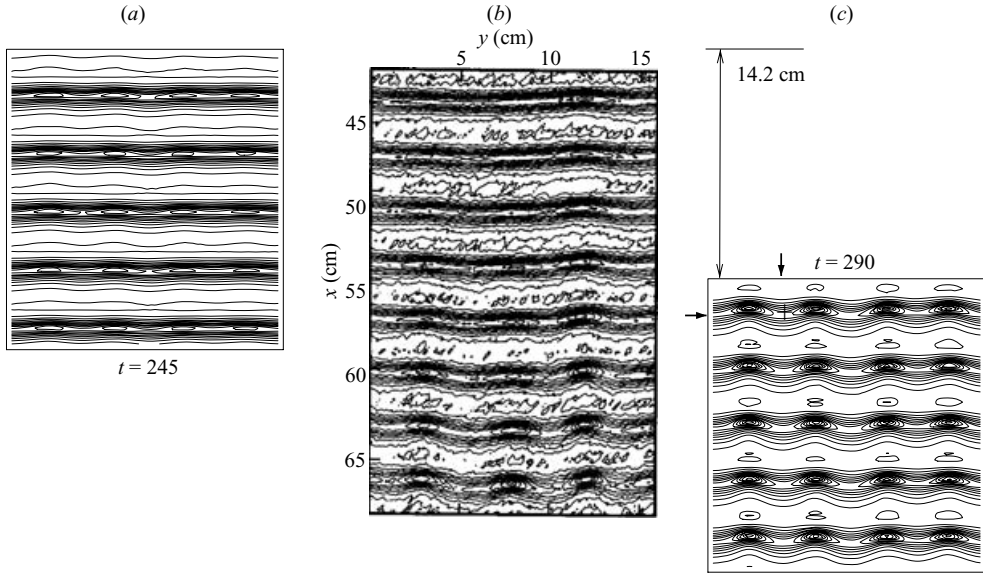 (a)
(b)
(c)
y (cm)
5 10 15
14.2 cm
45
50
x (cm)
55
60
65
t = 290
t = 245